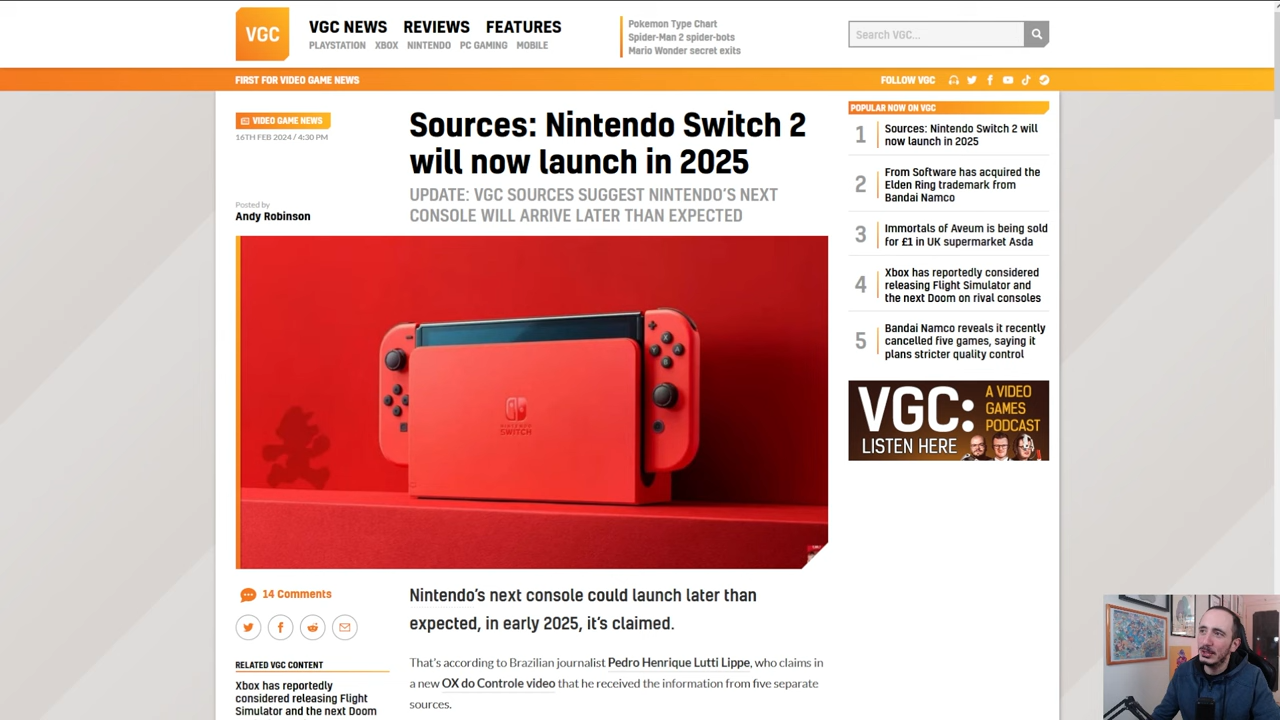 VGC
VGC NEWS REVIEWS FEATURES
PLAYSTATION XBOX NINTENDO PC GAMING MOBILE
Pokemon Type Chart
Spider-Man 2 spider-bots
Mario Wonder secret exits
Search VGC...
FIRST FOR VIDEO GAME NEWS
FOLLOW VGC
VIDEO GAME NEWS
16TH FEB 2024 / 4:30 PM
Posted by
Andy Robinson
Sources: Nintendo Switch 2
will now launch in 2025
UPDATE: VGC SOURCES SUGGEST NINTENDO'S NEXT
CONSOLE WILL ARRIVE LATER THAN EXPECTED
NINTENDO
SWITCH
14 Comments
RELATED VGC CONTENT
Xbox has reportedly
considered releasing Flight
Simulator and the next Doom
Nintendo's next console could launch later than
expected, in early 2025, it's claimed.
That's according to Brazilian journalist Pedro Henrique Lutti Lippe, who claims in
a new OX do Controle video that he received the information from five separate
sources.
POPULAR NOW ON VGC
1 Sources: Nintendo Switch 2 will
now launch in 2025
2 From Software has acquired the
Elden Ring trademark from
Bandai Namco
3 Immortals of Aveum is being sold
for £1 in UK supermarket Asda
4 Xbox has reportedly considered
releasing Flight Simulator and
the next Doom on rival consoles
5 Bandai Namco reveals it recently
cancelled five games, saying it
plans stricter quality control
VGC: A VIDEO
GAMES
PODCAST
LISTEN HERE